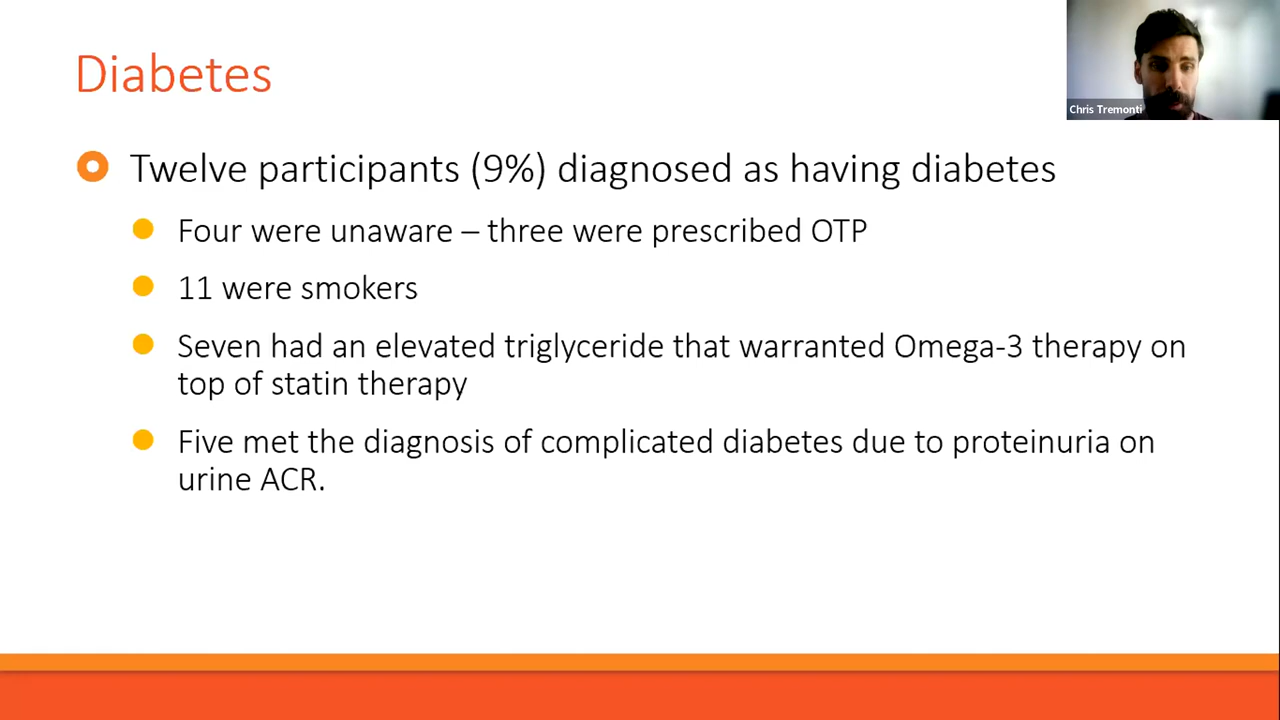 Diabetes
Chris Tremonti
Twelve participants (9%) diagnosed as having diabetes
Four were unaware – three were prescribed OTP
11 were smokers
Seven had an elevated triglyceride that warranted Omega-3 therapy on
top of statin therapy
Five met the diagnosis of complicated diabetes due to proteinuria on
urine ACR.